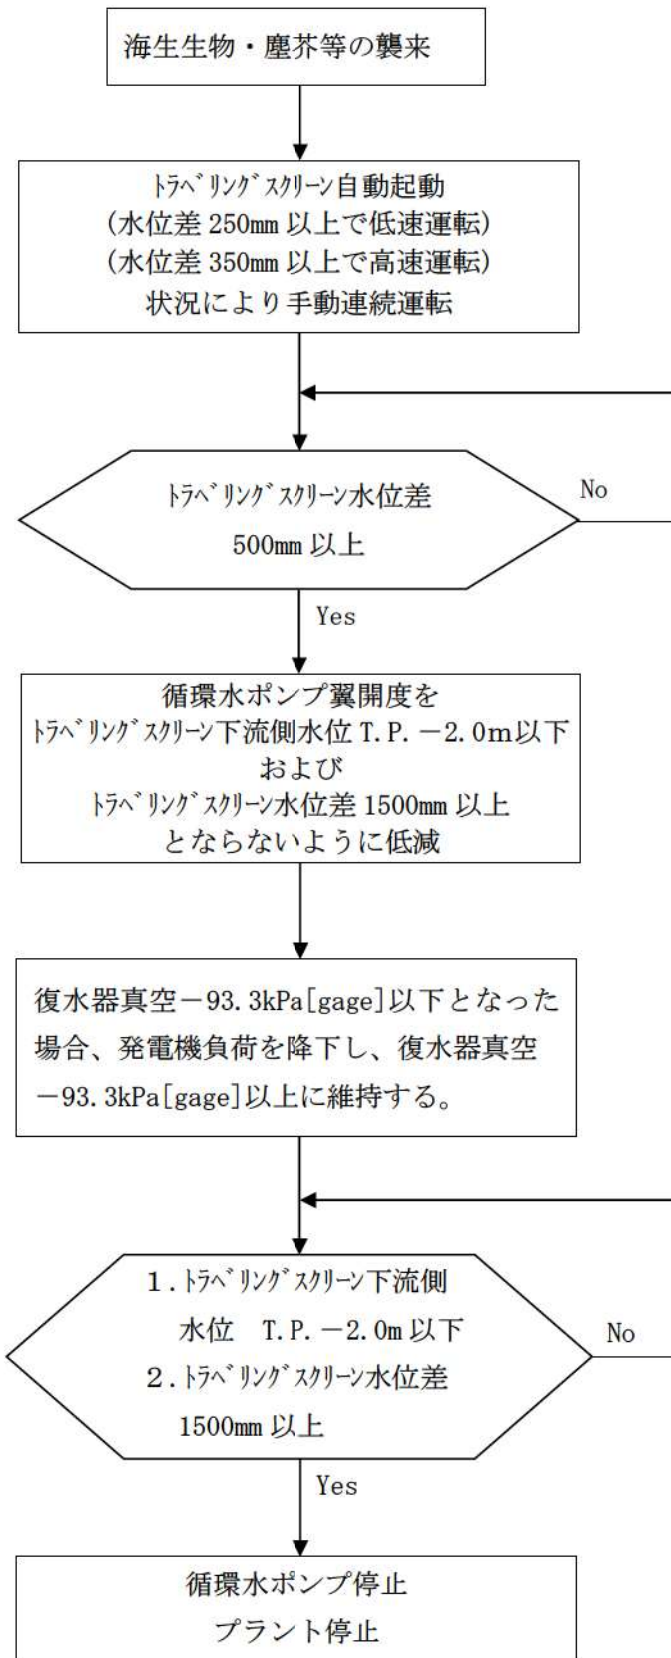 海生生物・塵芥等の襲来
ﾄﾗﾍﾞﾘﾝｸﾞｽｸﾘｰﾝ自動起動
(水位差 250mm 以上で低速運転)
(水位差 350mm 以上で高速運転)
状況により手動連続運転
ﾄﾗﾍﾞﾘﾝｸﾞｽｸﾘｰﾝ水位差
500mm 以上
No
Yes
循環水ポンプ翼開度を
ﾄﾗﾍﾞﾘﾝｸﾞｽｸﾘｰﾝ下流側水位 T.P.－2.0ｍ以下
および
ﾄﾗﾍﾞﾘﾝｸﾞｽｸﾘｰﾝ水位差 1500mm 以上
とならないように低減
復水器真空－93.3kPa[gage]以下となった
場合、発電機負荷を降下し、復水器真空
－93.3kPa[gage]以上に維持する。
１.ﾄﾗﾍﾞﾘﾝｸﾞｽｸﾘｰﾝ下流側
水位　T.P.－2.0m 以下
２.ﾄﾗﾍﾞﾘﾝｸﾞｽｸﾘｰﾝ水位差
1500mm 以上
No
Yes
循環水ポンプ停止
プラント停止